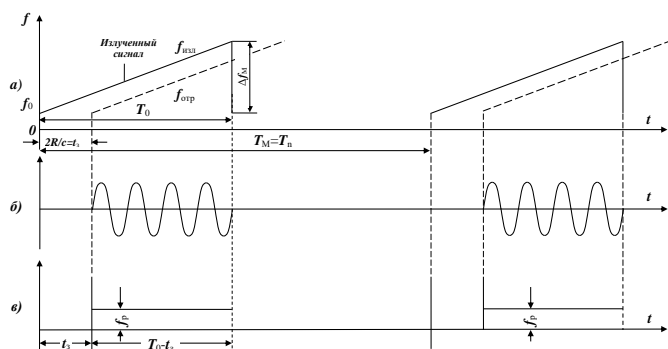 f
Излученный
сигнал
fизл
а)
Δfм
f0
fотр
T0
0
t
2R/c=tз
Tм=Tп
б)
t
в)
fр
fр
t
tз
T0-tз